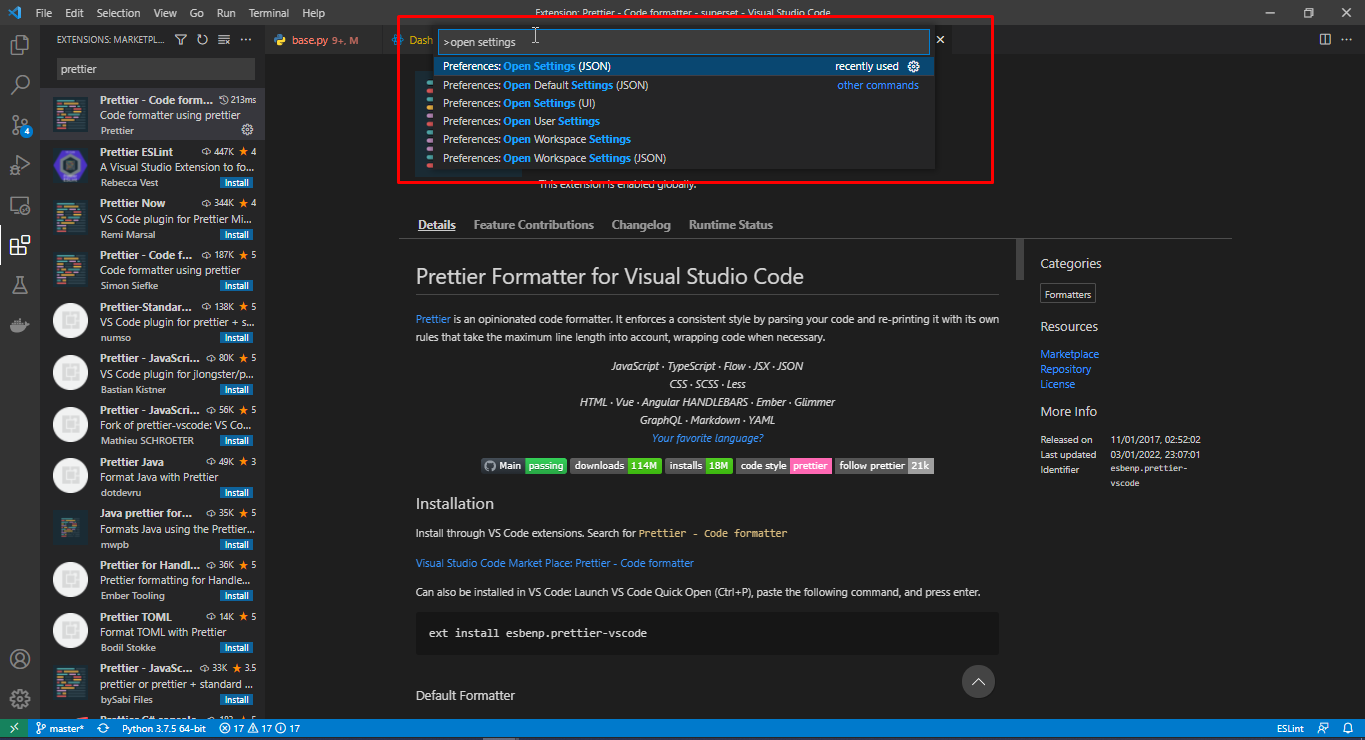 File Edit Selection View Go Run Terminal Help
Extension: Prettier - Code formatter - superset - Visual Studio Code
EXTENSIONS: MARKETPL...
base.py 9+, M
Dash
>open settings
prettier
Preferences: Open Settings (JSON) recently used
Preferences: Open Default Settings (JSON) other commands
Preferences: Open Settings (UI)
Preferences: Open User Settings
Preferences: Open Workspace Settings
Preferences: Open Workspace Settings (JSON)
This extension is enabled globally.
Prettier - Code form... 213ms
Code formatter using prettier
Prettier
4
Prettier ESLint 447K ★ 4
A Visual Studio Extension to fo...
Rebecca Vest Install
Prettier Now 344K ★ 4
VS Code plugin for Prettier Mi...
Remi Marsal Install
Prettier - Code f... 187K ★ 5
Code formatter using prettier
Simon Siefke Install
Prettier-Standar... 138K ★ 5
VS Code plugin for prettier + s...
numso Install
Prettier - JavaScri... 80K ★ 5
VS Code plugin for jlongster/p...
Bastian Kistner Install
Prettier - JavaScri... 56K ★ 5
Fork of prettier-vscode: VS Co...
Mathieu SCHROETER Install
Prettier Java 49K ★ 3
Format Java with Prettier
dotdevru Install
Java prettier for... 35K ★ 5
Formats Java using the Prettier...
mwpb Install
Prettier for Handl... 36K ★ 5
Prettier formatting for Handle...
Ember Tooling Install
Prettier TOML 14K ★ 5
Format TOML with Prettier
Bodil Stokke Install
Prettier - JavaSc... 33K ★ 3.5
prettier or prettier + standard ...
bySabi Files Install
Details Feature Contributions Changelog Runtime Status
Prettier Formatter for Visual Studio Code
Prettier is an opinionated code formatter. It enforces a consistent style by parsing your code and re-printing it with its own
rules that take the maximum line length into account, wrapping code when necessary.
JavaScript · TypeScript · Flow · JSX · JSON
CSS · SCSS · Less
HTML · Vue · Angular HANDLEBARS · Ember · Glimmer
GraphQL · Markdown · YAML
Your favorite language?
Main passing downloads 114M installs 18M code style prettier follow prettier 21k
Installation
Install through VS Code extensions. Search for Prettier - Code formatter
Visual Studio Code Market Place: Prettier - Code formatter
Can also be installed in VS Code: Launch VS Code Quick Open (Ctrl+P), paste the following command, and press enter.
ext install esbenp.prettier-vscode
Default Formatter
Categories
Formatters
Resources
Marketplace
Repository
License
More Info
Released on 11/01/2017, 02:52:02
Last updated 03/01/2022, 23:07:01
Identifier esbenp.prettier-
vscode
master* Python 3.7.5 64-bit 17 17 17 ESLint